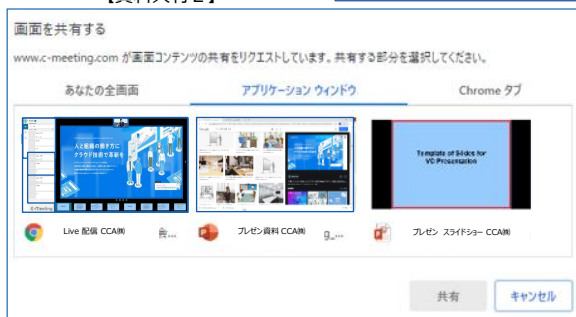 【資料共有２】
画面を共有する
www.c-meeting.com が画面コンテンツの共有をリクエストしています。共有する部分を選択してください。
あなたの全画面
アプリケーション ウィンドウ
Chrome タブ
人と組織の働き方に
クラウド技術で革新を
C-Meeting
Template of Slides for
VC Presentation
Live 配信 CCA㈱
プレゼン資料 CCA㈱
プレゼン スライドショー CCA㈱
共有
キャンセル